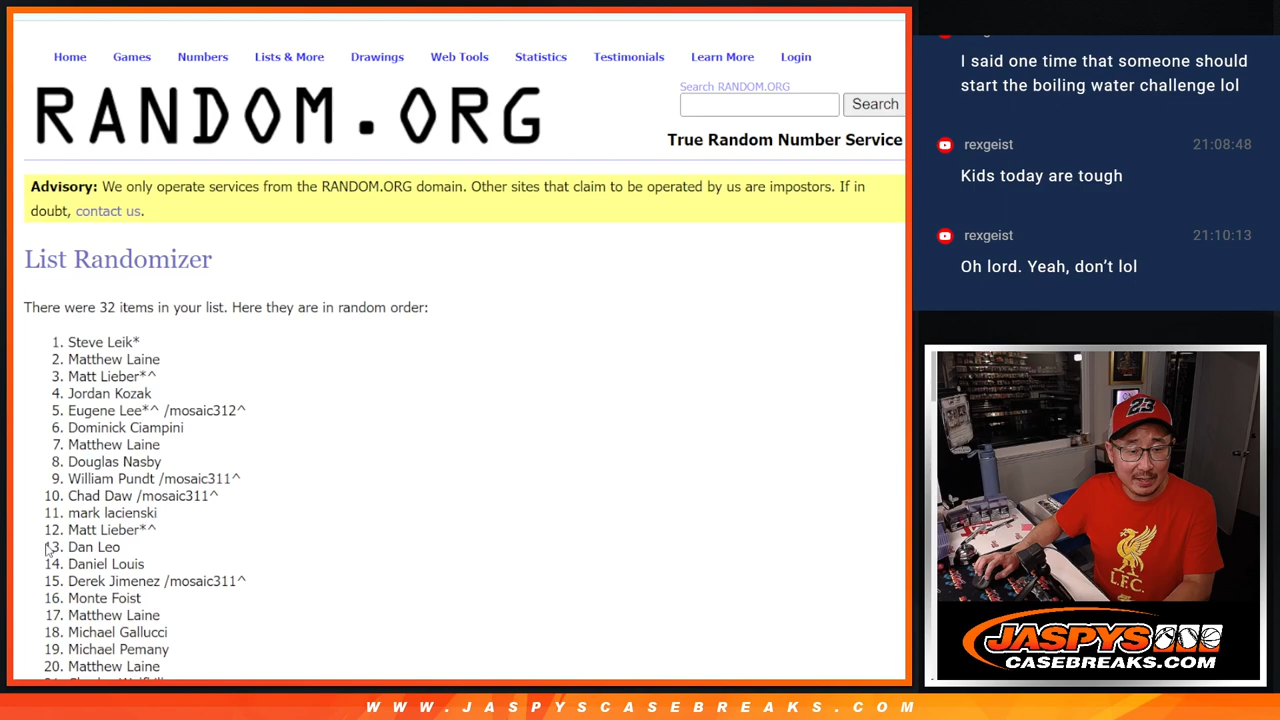 Home Games Numbers Lists & More Drawings Web Tools Statistics Testimonials Learn More Login
RANDOM.ORG
Search RANDOM.ORG
Search
True Random Number Service
Advisory: We only operate services from the RANDOM.ORG domain. Other sites that claim to be operated by us are impostors. If in
doubt, contact us.
List Randomizer
There were 32 items in your list. Here they are in random order:
1. Steve Leik*
2. Matthew Laine
3. Matt Lieber*^
4. Jordan Kozak
5. Eugene Lee*^ /mosaic312^
6. Dominick Ciampini
7. Matthew Laine
8. Douglas Nasby
9. William Pundt /mosaic311^
10. Chad Daw /mosaic311^
11. mark lacienski
12. Matt Lieber*^
13. Dan Leo
14. Daniel Louis
15. Derek Jimenez /mosaic311^
16. Monte Foist
17. Matthew Laine
18. Michael Gallucci
19. Michael Pemany
20. Matthew Laine
I said one time that someone should
start the boiling water challenge lol
rexgeist 21:08:48
Kids today are tough
rexgeist 21:10:13
Oh lord. Yeah, don't lol
23
L.F.C.
JASPYS
CASEBREAKS.COM
WWW.JASPYSCASEBREAKS.COM